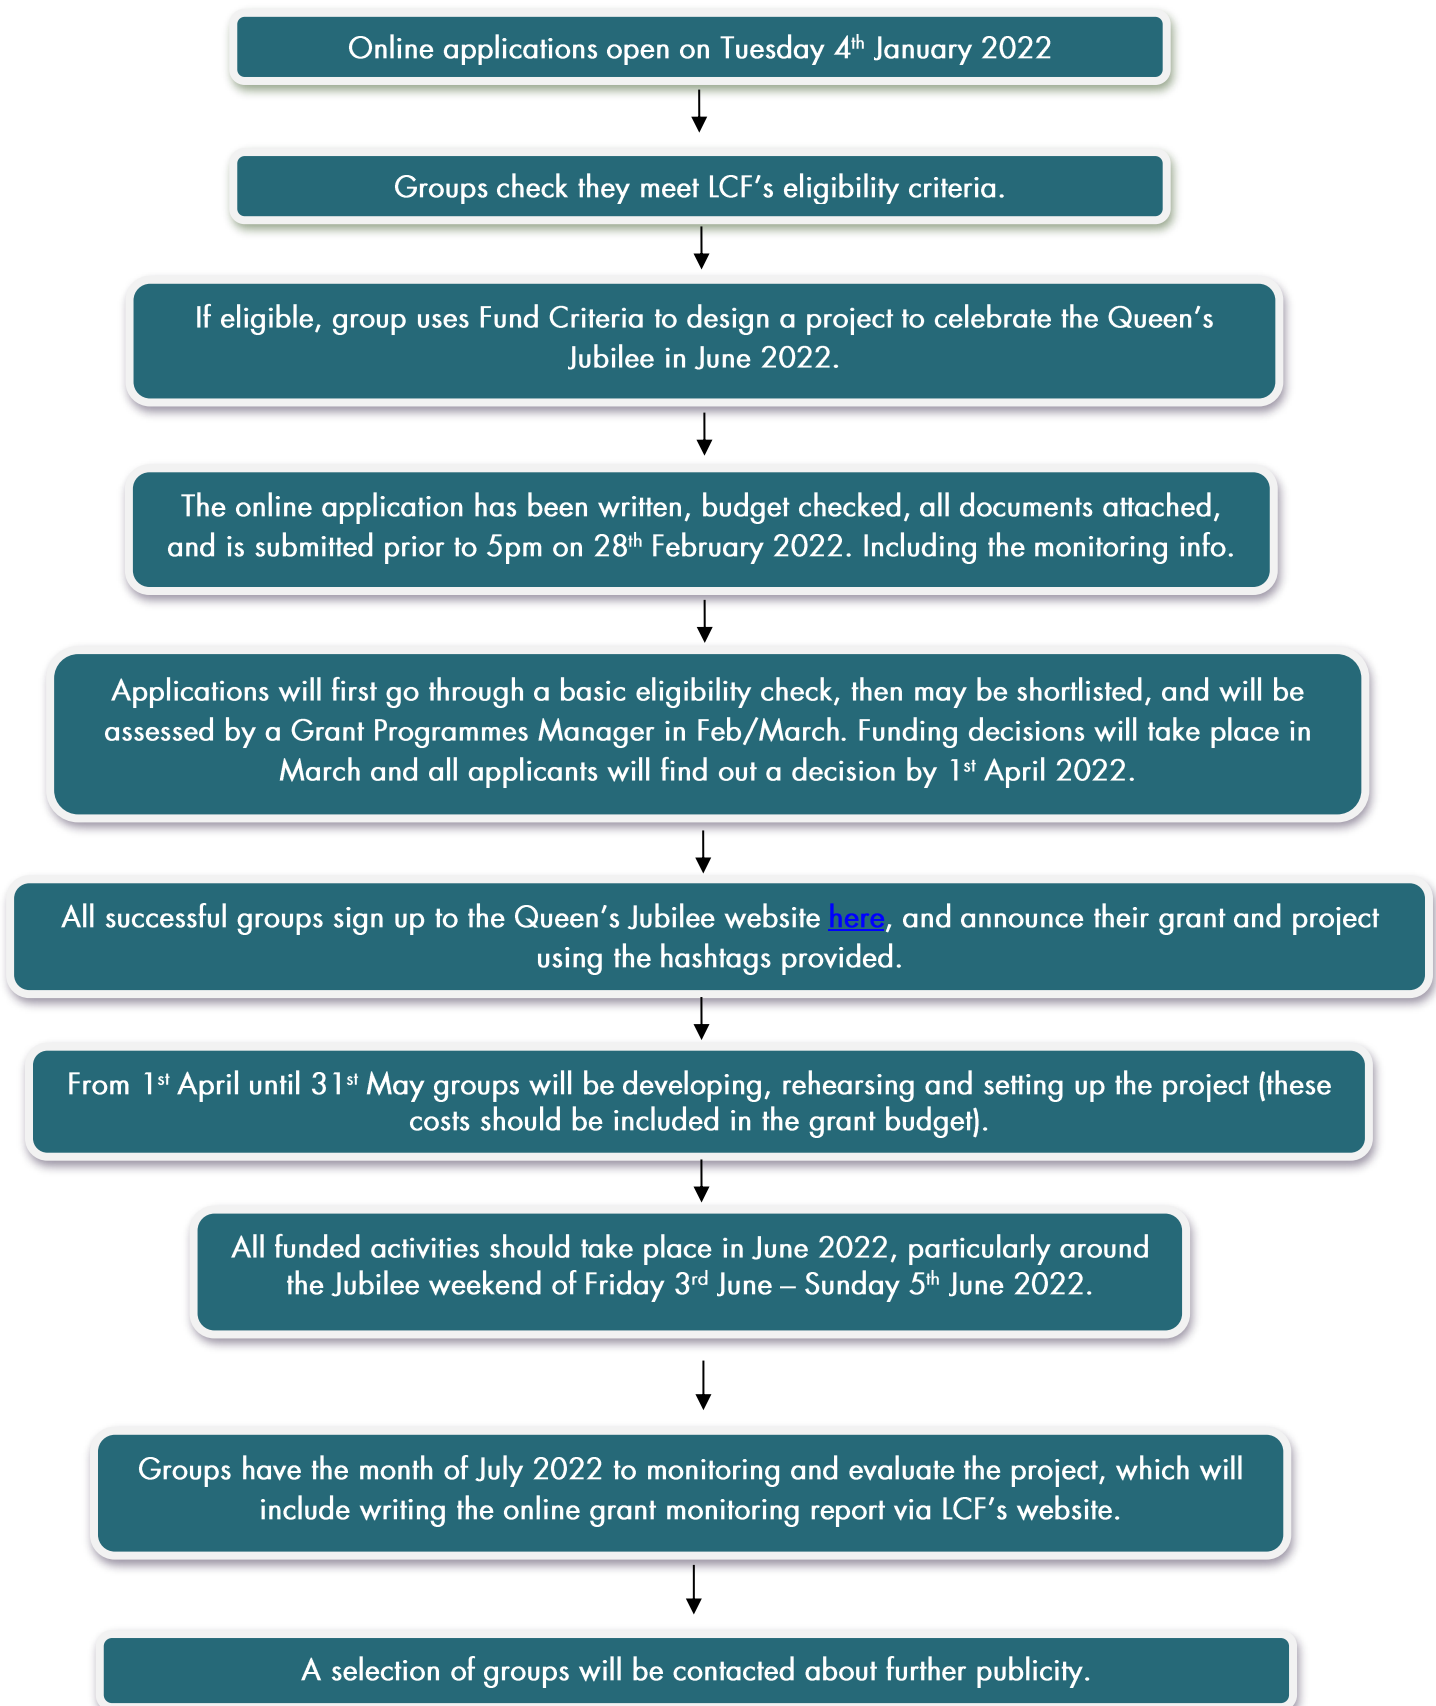 Online applications open on Tuesday 4th January 2022
Groups check they meet LCF's eligibility criteria.
If eligible, group uses Fund Criteria to design a project to celebrate the Queen's
Jubilee in June 2022.
The online application has been written, budget checked, all documents attached,
and is submitted prior to 5pm on 28th February 2022. Including the monitoring info.
Applications will first go through a basic eligibility check, then may be shortlisted, and will be
assessed by a Grant Programmes Manager in Feb/March. Funding decisions will take place in
March and all applicants will find out a decision by 1st April 2022.
All successful groups sign up to the Queen's Jubilee website here, and announce their grant and project
using the hashtags provided.
From 1st April until 31st May groups will be developing, rehearsing and setting up the project (these
costs should be included in the grant budget).
All funded activities should take place in June 2022, particularly around
the Jubilee weekend of Friday 3rd June – Sunday 5th June 2022.
Groups have the month of July 2022 to monitoring and evaluate the project, which will
include writing the online grant monitoring report via LCF's website.
A selection of groups will be contacted about further publicity.